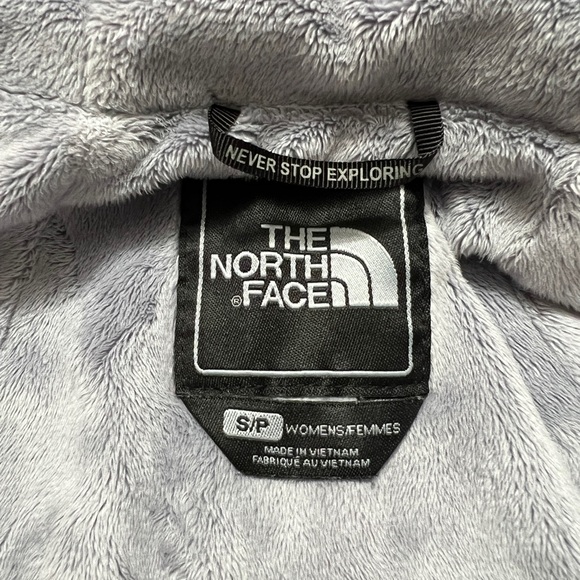 NEVER STOP EXPLORING
THE
NORTH
® FACE
S/P WOMENS/FEMMES
MADE IN VIETNAM
FABRIQUÉ AU VIETNAM